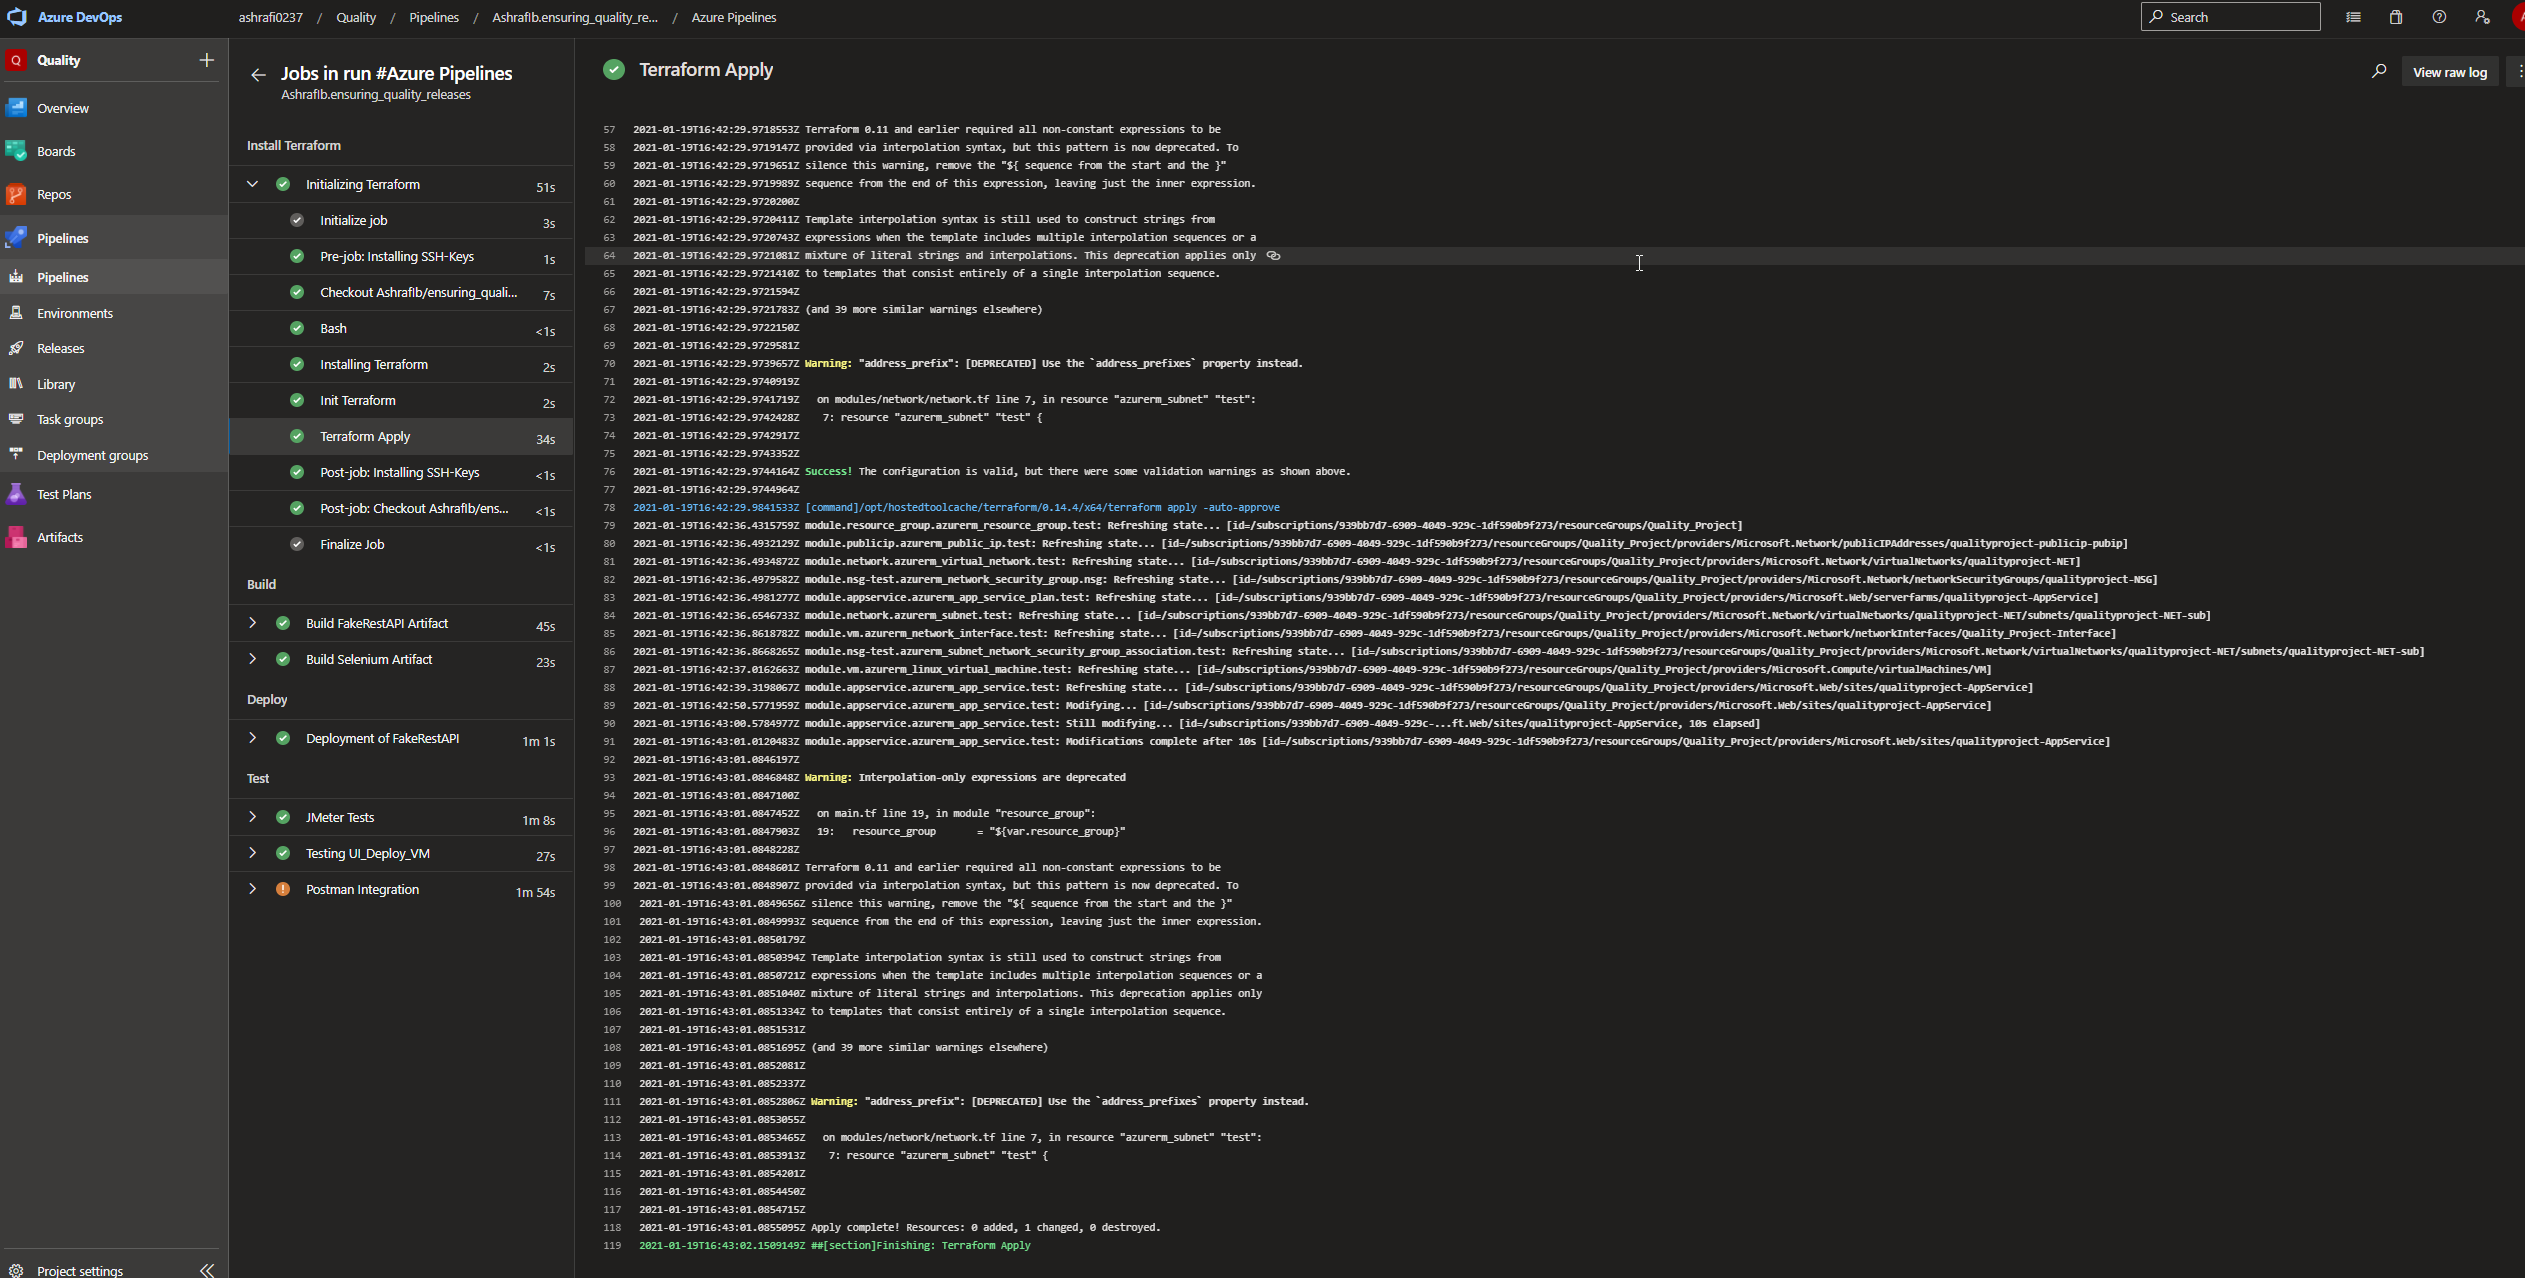 Azure DevOps
ashrafi0237 / Quality / Pipelines / AshrafIb.ensuring_quality_re... / Azure Pipelines
Search
Q Quality
Overview
Boards
Repos
Pipelines
Pipelines
Environments
Releases
Library
Task groups
Deployment groups
Test Plans
Artifacts
Project settings
Jobs in run #Azure Pipelines
AshrafIb.ensuring_quality_releases
Install Terraform
Initializing Terraform 51s
Initialize job 3s
Pre-job: Installing SSH-Keys 1s
Checkout AshrafIb/ensuring_quali... 7s
Bash <1s
Installing Terraform 2s
Init Terraform 2s
Terraform Apply 34s
Post-job: Installing SSH-Keys <1s
Post-job: Checkout AshrafIb/ens... <1s
Finalize Job <1s
Build
Build FakeRestAPI Artifact 45s
Build Selenium Artifact 23s
Deploy
Deployment of FakeRestAPI 1m 1s
Test
JMeter Tests 1m 8s
Testing UI_Deploy_VM 27s
Postman Integration 1m 54s
Terraform Apply
View raw log
57 2021-01-19T16:42:29.9718553Z Terraform 0.11 and earlier required all non-constant expressions to be
58 2021-01-19T16:42:29.9719147Z provided via interpolation syntax, but this pattern is now deprecated. To
59 2021-01-19T16:42:29.9719651Z silence this warning, remove the "${ sequence from the start and the }"
60 2021-01-19T16:42:29.9719989Z sequence from the end of this expression, leaving just the inner expression.
61 2021-01-19T16:42:29.9720200Z
62 2021-01-19T16:42:29.9720411Z Template interpolation syntax is still used to construct strings from
63 2021-01-19T16:42:29.9720743Z expressions when the template includes multiple interpolation sequences or a
64 2021-01-19T16:42:29.9721081Z mixture of literal strings and interpolations. This deprecation applies only
65 2021-01-19T16:42:29.9721410Z to templates that consist entirely of a single interpolation sequence.
66 2021-01-19T16:42:29.9721594Z
67 2021-01-19T16:42:29.9721783Z (and 39 more similar warnings elsewhere)
68 2021-01-19T16:42:29.9722150Z
69 2021-01-19T16:42:29.9729581Z
70 2021-01-19T16:42:29.9739657Z Warning: "address_prefix": [DEPRECATED] Use the `address_prefixes` property instead.
71 2021-01-19T16:42:29.9740919Z
72 2021-01-19T16:42:29.9741719Z   on modules/network/network.tf line 7, in resource "azurerm_subnet" "test":
73 2021-01-19T16:42:29.9742428Z    7: resource "azurerm_subnet" "test" {
74 2021-01-19T16:42:29.9742917Z
75 2021-01-19T16:42:29.9743352Z
76 2021-01-19T16:42:29.9744164Z Success! The configuration is valid, but there were some validation warnings as shown above.
77 2021-01-19T16:42:29.9744964Z
78 2021-01-19T16:42:29.9841533Z [command]/opt/hostedtoolcache/terraform/0.14.4/x64/terraform apply -auto-approve
79 2021-01-19T16:42:36.4315759Z module.resource_group.azurerm_resource_group.test: Refreshing state... [id=/subscriptions/939bb7d7-6909-4049-929c-1df590b9f273/resourceGroups/Quality_Project]
80 2021-01-19T16:42:36.4932129Z module.publicip.azurerm_public_ip.test: Refreshing state... [id=/subscriptions/939bb7d7-6909-4049-929c-1df590b9f273/resourceGroups/Quality_Project/providers/Microsoft.Network/publicIPAddresses/qualityproject-publicip-pubip]
81 2021-01-19T16:42:36.4934872Z module.network.azurerm_virtual_network.test: Refreshing state... [id=/subscriptions/939bb7d7-6909-4049-929c-1df590b9f273/resourceGroups/Quality_Project/providers/Microsoft.Network/virtualNetworks/qualityproject-NET]
82 2021-01-19T16:42:36.4979582Z module.nsg-test.azurerm_network_security_group.nsg: Refreshing state... [id=/subscriptions/939bb7d7-6909-4049-929c-1df590b9f273/resourceGroups/Quality_Project/providers/Microsoft.Network/networkSecurityGroups/qualityproject-NSG]
83 2021-01-19T16:42:36.4981277Z module.appservice.azurerm_app_service_plan.test: Refreshing state... [id=/subscriptions/939bb7d7-6909-4049-929c-1df590b9f273/resourceGroups/Quality_Project/providers/Microsoft.Web/serverfarms/qualityproject-AppService]
84 2021-01-19T16:42:36.6546733Z module.network.azurerm_subnet.test: Refreshing state... [id=/subscriptions/939bb7d7-6909-4049-929c-1df590b9f273/resourceGroups/Quality_Project/providers/Microsoft.Network/virtualNetworks/qualityproject-NET/subnets/qualityproject-NET-sub]
85 2021-01-19T16:42:36.8618782Z module.vm.azurerm_network_interface.test: Refreshing state... [id=/subscriptions/939bb7d7-6909-4049-929c-1df590b9f273/resourceGroups/Quality_Project/providers/Microsoft.Network/networkInterfaces/Quality_Project-Interface]
86 2021-01-19T16:42:36.8668265Z module.nsg-test.azurerm_subnet_network_security_group_association.test: Refreshing state... [id=/subscriptions/939bb7d7-6909-4049-929c-1df590b9f273/resourceGroups/Quality_Project/providers/Microsoft.Network/virtualNetworks/qualityproject-NET/subnets/qualityproject-NET-sub]
87 2021-01-19T16:42:37.0162663Z module.vm.azurerm_linux_virtual_machine.test: Refreshing state... [id=/subscriptions/939bb7d7-6909-4049-929c-1df590b9f273/resourceGroups/Quality_Project/providers/Microsoft.Compute/virtualMachines/VM]
88 2021-01-19T16:42:39.3198067Z module.appservice.azurerm_app_service.test: Refreshing state... [id=/subscriptions/939bb7d7-6909-4049-929c-1df590b9f273/resourceGroups/Quality_Project/providers/Microsoft.Web/sites/qualityproject-AppService]
89 2021-01-19T16:42:50.5771959Z module.appservice.azurerm_app_service.test: Modifying... [id=/subscriptions/939bb7d7-6909-4049-929c-1df590b9f273/resourceGroups/Quality_Project/providers/Microsoft.Web/sites/qualityproject-AppService]
90 2021-01-19T16:43:00.5784977Z module.appservice.azurerm_app_service.test: Still modifying... [id=/subscriptions/939bb7d7-6909-4049-929c-...ft.Web/sites/qualityproject-AppService, 10s elapsed]
91 2021-01-19T16:43:01.0120483Z module.appservice.azurerm_app_service.test: Modifications complete after 10s [id=/subscriptions/939bb7d7-6909-4049-929c-1df590b9f273/resourceGroups/Quality_Project/providers/Microsoft.Web/sites/qualityproject-AppService]
92 2021-01-19T16:43:01.0846197Z
93 2021-01-19T16:43:01.0846848Z Warning: Interpolation-only expressions are deprecated
94 2021-01-19T16:43:01.0847100Z
95 2021-01-19T16:43:01.0847452Z   on main.tf line 19, in module "resource_group":
96 2021-01-19T16:43:01.0847903Z   19:   resource_group       = "${var.resource_group}"
97 2021-01-19T16:43:01.0848228Z
98 2021-01-19T16:43:01.0848601Z Terraform 0.11 and earlier required all non-constant expressions to be
99 2021-01-19T16:43:01.0848907Z provided via interpolation syntax, but this pattern is now deprecated. To
100 2021-01-19T16:43:01.0849656Z silence this warning, remove the "${ sequence from the start and the }"
101 2021-01-19T16:43:01.0849993Z sequence from the end of this expression, leaving just the inner expression.
102 2021-01-19T16:43:01.0850179Z
103 2021-01-19T16:43:01.0850394Z Template interpolation syntax is still used to construct strings from
104 2021-01-19T16:43:01.0850721Z expressions when the template includes multiple interpolation sequences or a
105 2021-01-19T16:43:01.0851040Z mixture of literal strings and interpolations. This deprecation applies only
106 2021-01-19T16:43:01.0851334Z to templates that consist entirely of a single interpolation sequence.
107 2021-01-19T16:43:01.0851531Z
108 2021-01-19T16:43:01.0851695Z (and 39 more similar warnings elsewhere)
109 2021-01-19T16:43:01.0852081Z
110 2021-01-19T16:43:01.0852337Z
111 2021-01-19T16:43:01.0852806Z Warning: "address_prefix": [DEPRECATED] Use the `address_prefixes` property instead.
112 2021-01-19T16:43:01.0853055Z
113 2021-01-19T16:43:01.0853465Z   on modules/network/network.tf line 7, in resource "azurerm_subnet" "test":
114 2021-01-19T16:43:01.0853913Z    7: resource "azurerm_subnet" "test" {
115 2021-01-19T16:43:01.0854201Z
116 2021-01-19T16:43:01.0854450Z
117 2021-01-19T16:43:01.0854715Z
118 2021-01-19T16:43:01.0855095Z Apply complete! Resources: 0 added, 1 changed, 0 destroyed.
119 2021-01-19T16:43:02.1509149Z ##[section]Finishing: Terraform Apply